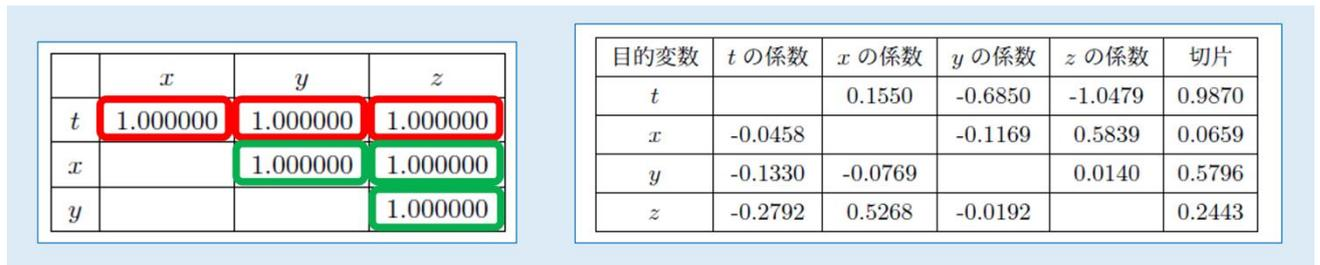 x y z
t 1.000000 1.000000 1.000000
x 1.000000 1.000000
y 1.000000
目的変数 t の係数 x の係数 y の係数 z の係数 切片
t 0.1550 -0.6850 -1.0479 0.9870
x -0.0458 -0.1169 0.5839 0.0659
y -0.1330 -0.0769 0.0140 0.5796
z -0.2792 0.5268 -0.0192 0.2443